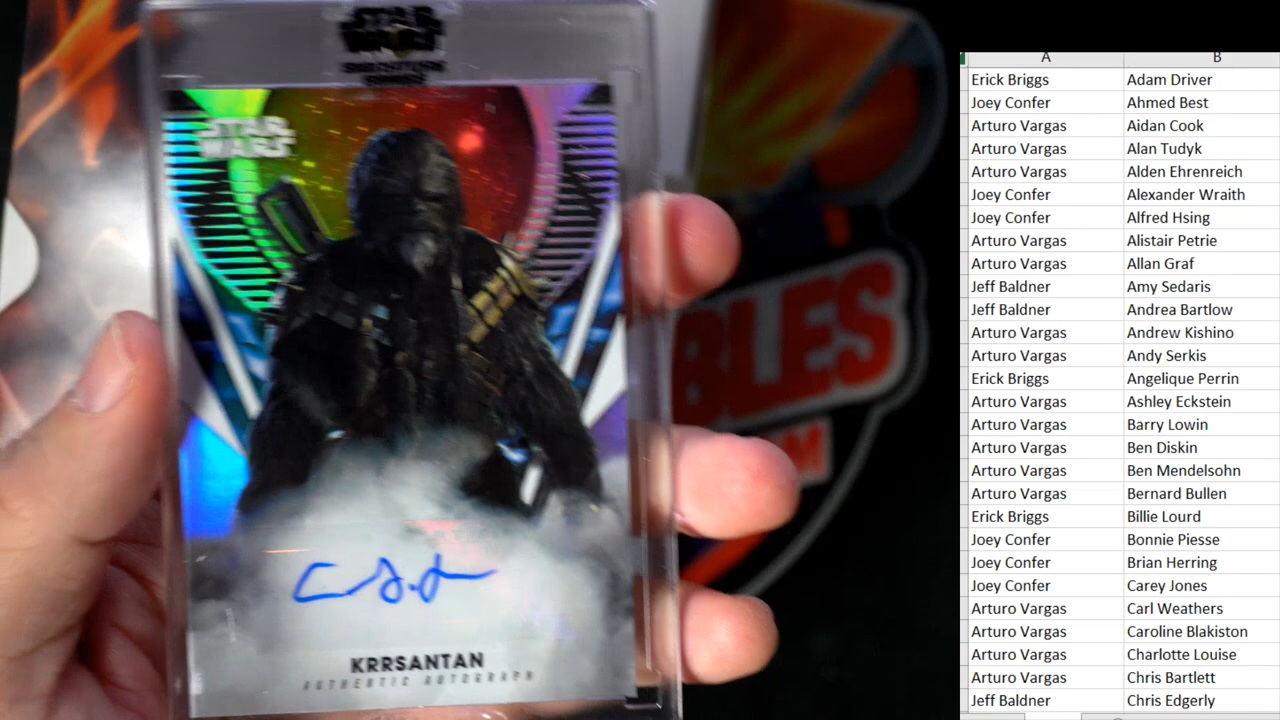 STAR
WARS
STAR
WARS
KRRSANTAN
AUTHENTIC AUTOGRAPH
BLES
A B
Erick Briggs Adam Driver
Joey Confer Ahmed Best
Arturo Vargas Aidan Cook
Arturo Vargas Alan Tudyk
Arturo Vargas Alden Ehrenreich
Joey Confer Alexander Wraith
Joey Confer Alfred Hsing
Arturo Vargas Alistair Petrie
Arturo Vargas Allan Graf
Jeff Baldner Amy Sedaris
Jeff Baldner Andrea Bartlow
Arturo Vargas Andrew Kishino
Arturo Vargas Andy Serkis
Erick Briggs Angelique Perrin
Arturo Vargas Ashley Eckstein
Arturo Vargas Barry Lowin
Arturo Vargas Ben Diskin
Arturo Vargas Ben Mendelsohn
Arturo Vargas Bernard Bullen
Erick Briggs Billie Lourd
Joey Confer Bonnie Piesse
Joey Confer Brian Herring
Joey Confer Carey Jones
Arturo Vargas Carl Weathers
Arturo Vargas Caroline Blakiston
Arturo Vargas Charlotte Louise
Arturo Vargas Chris Bartlett
Jeff Baldner Chris Edgerly